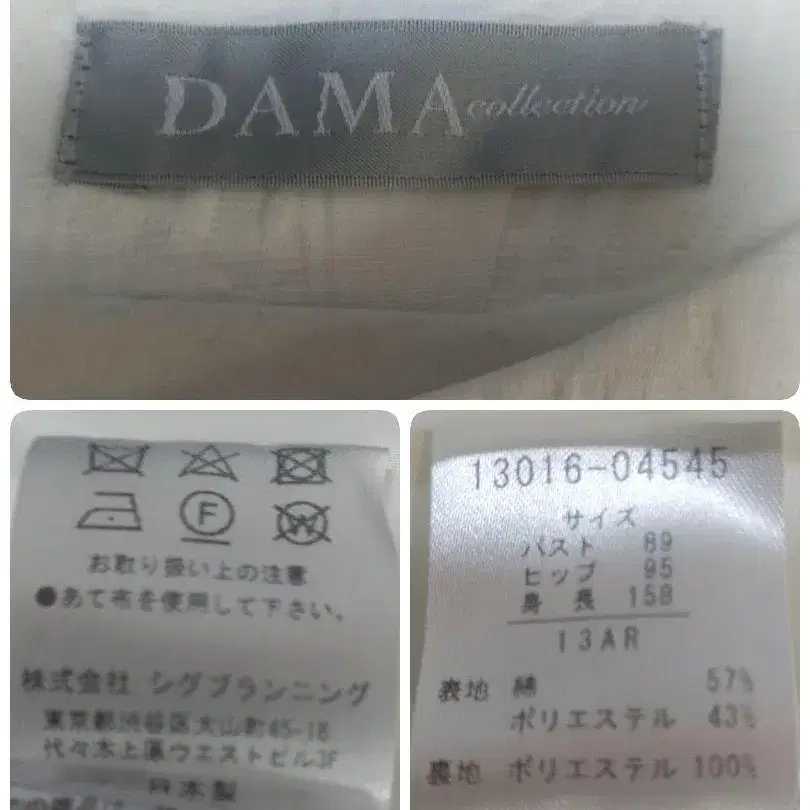 DAMA collection
F
W
お取り扱い上の注意
●あて布を使用して下さい。
株式会社 シダプランニング
東京都渋谷区大山町45-18
代々木上原ウエストビル3F
日本製
13016-04545
サイズ
バスト 89
ヒップ 95
身長 158
13AR
表地 綿 57%
ポリエステル 43%
裏地 ポリエステル 100%